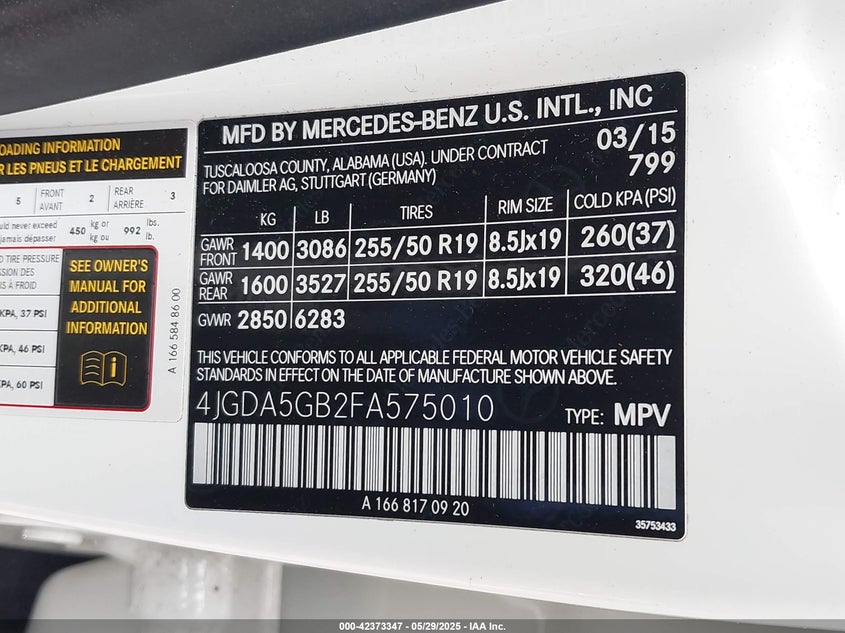 OADING INFORMATION
R LES PNEUS ET LE CHARGEMENT
5 FRONT AVANT 2 REAR ARRIÈRE 3
ould never exceed
jamais dépasser 450 kg or kg ou 992 lbs. lb.
D TIRE PRESSURE
SSION DES
S À FROID
KPA, 37 PSI
KPA, 46 PSI
KPA, 60 PSI
SEE OWNER'S
MANUAL FOR
ADDITIONAL
INFORMATION
A 166 584 86 00
MFD BY MERCEDES-BENZ U.S. INTL., INC
TUSCALOOSA COUNTY, ALABAMA (USA). UNDER CONTRACT 03/15
FOR DAIMLER AG, STUTTGART (GERMANY) 799
KG LB TIRES RIM SIZE COLD KPA (PSI)
GAWR FRONT 1400 3086 255/50 R19 8.5Jx19 260(37)
GAWR REAR 1600 3527 255/50 R19 8.5Jx19 320(46)
GVWR 2850 6283
THIS VEHICLE CONFORMS TO ALL APPLICABLE FEDERAL MOTOR VEHICLE SAFETY
STANDARDS IN EFFECT ON THE DATE OF MANUFACTURE SHOWN ABOVE.
4JGDA5GB2FA575010 TYPE: MPV
A 166 817 09 20
35753433
000-42373347 — 05/29/2025 — IAA Inc.